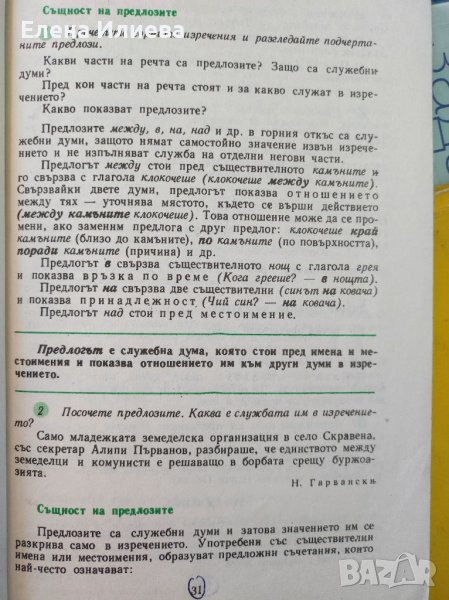 Същност на предлозите
Елена Илиева
изречения и разгледайте подчерта-
ните предлози.
Какви части на речта са предлозите? Защо са служебни
думи?
Пред кои части на речта стоят и за какво служат в изре-
чението?
Какво показват предлозите?
Предлозите между, в, на, над и др. в горния откъс са слу-
жебни думи, защото нямат самостойно значение извън изрече-
нието и не изпълняват служба на отделни негови части.
Предлогът между стои пред съществителното камъните и
го свързва с глагола клокочеше (клокочеше между камъните).
Свързвайки двете думи, предлогът показва отношението
между тях — уточнява мястото, където се върши действието
(между камъните клокочеше). Това отношение може да се про-
мени, ако заменим предлога с друг предлог: клокочеше край
камъните (близо до камъните), по камъните (по повърхността),
поради камъните (причина) и др.
Предлогът в свързва съществителното нощ с глагола грея
и показва връзка по време (Кога грееше? — в нощта).
Предлогът на свързва две съществителни (синът на ковача)
и показва принадлежност (Чий син? — на ковача).
Предлогът над стои пред местоимение.
Предлогът е служебна дума, която стои пред имена и ме-
стоимения и показва отношението им към други думи в изре-
чението.
2 Посочете предлозите. Каква е службата им в изречение-
то?
Само младежката земеделска организация в село Скравена,
със секретар Алипи Първанов, разбираше, че единството между
земеделци и комунисти е решаващо в борбата срещу буржоа-
зията.
Н. Гарвански
Същност на предлозите
Предлозите са служебни думи и затова значението им се
разкрива само в изречението. Употребени със съществителни
имена или местоимения, образуват предложни съчетания, които
най-често означават:
31
BAZAR